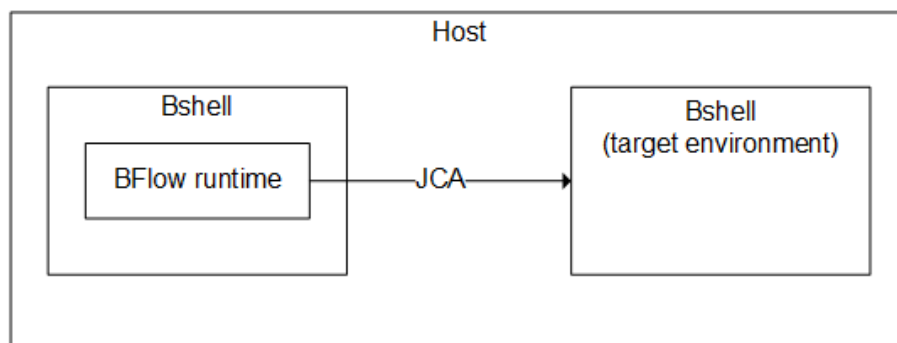 Host
Bshell
BFlow runtime
JCA
Bshell
(target environment)